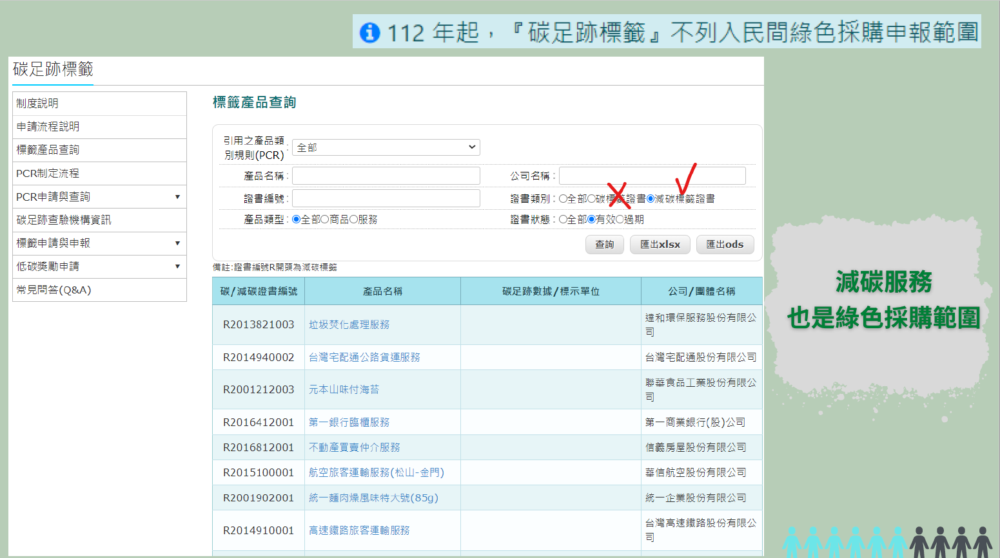 112 年起，『碳足跡標籤』不列入民間綠色採購申報範圍
碳足跡標籤
制度說明
申請流程說明
標籤產品查詢
PCR制定流程
PCR申請與查詢
碳足跡查驗機構資訊
標籤申請與申報
低碳獎勵申請
常見問答(Q&A)
標籤產品查詢
引用之產品類
別規則(PCR) : 全部
產品名稱 : 公司名稱 :
證書編號 : 證書類別 : 全部 碳標籤證書 減碳標籤證書
產品類型 : 全部 商品 服務 證書狀態 : 全部 有效 過期
查詢 匯出xlsx 匯出ods
備註:證書編號R開頭為減碳標籤
碳/減碳證書編號 產品名稱 碳足跡數據/標示單位 公司/團體名稱
R2013821003 垃圾焚化處理服務 達和環保服務股份有限公
司
R2014940002 台灣宅配通公路貨運服務 台灣宅配通股份有限公司
R2001212003 元本山味付海苔 聯華食品工業股份有限公
司
R2016412001 第一銀行臨櫃服務 第一商業銀行(股)公司
R2016812001 不動產買賣仲介服務 信義房屋股份有限公司
R2015100001 航空旅客運輸服務(松山-金門) 華信航空股份有限公司
R2001902001 統一麵肉燥風味特大號(85g) 統一企業股份有限公司
R2014910001 高速鐵路旅客運輸服務 台灣高速鐵路股份有限公
司
減碳服務
也是綠色採購範圍